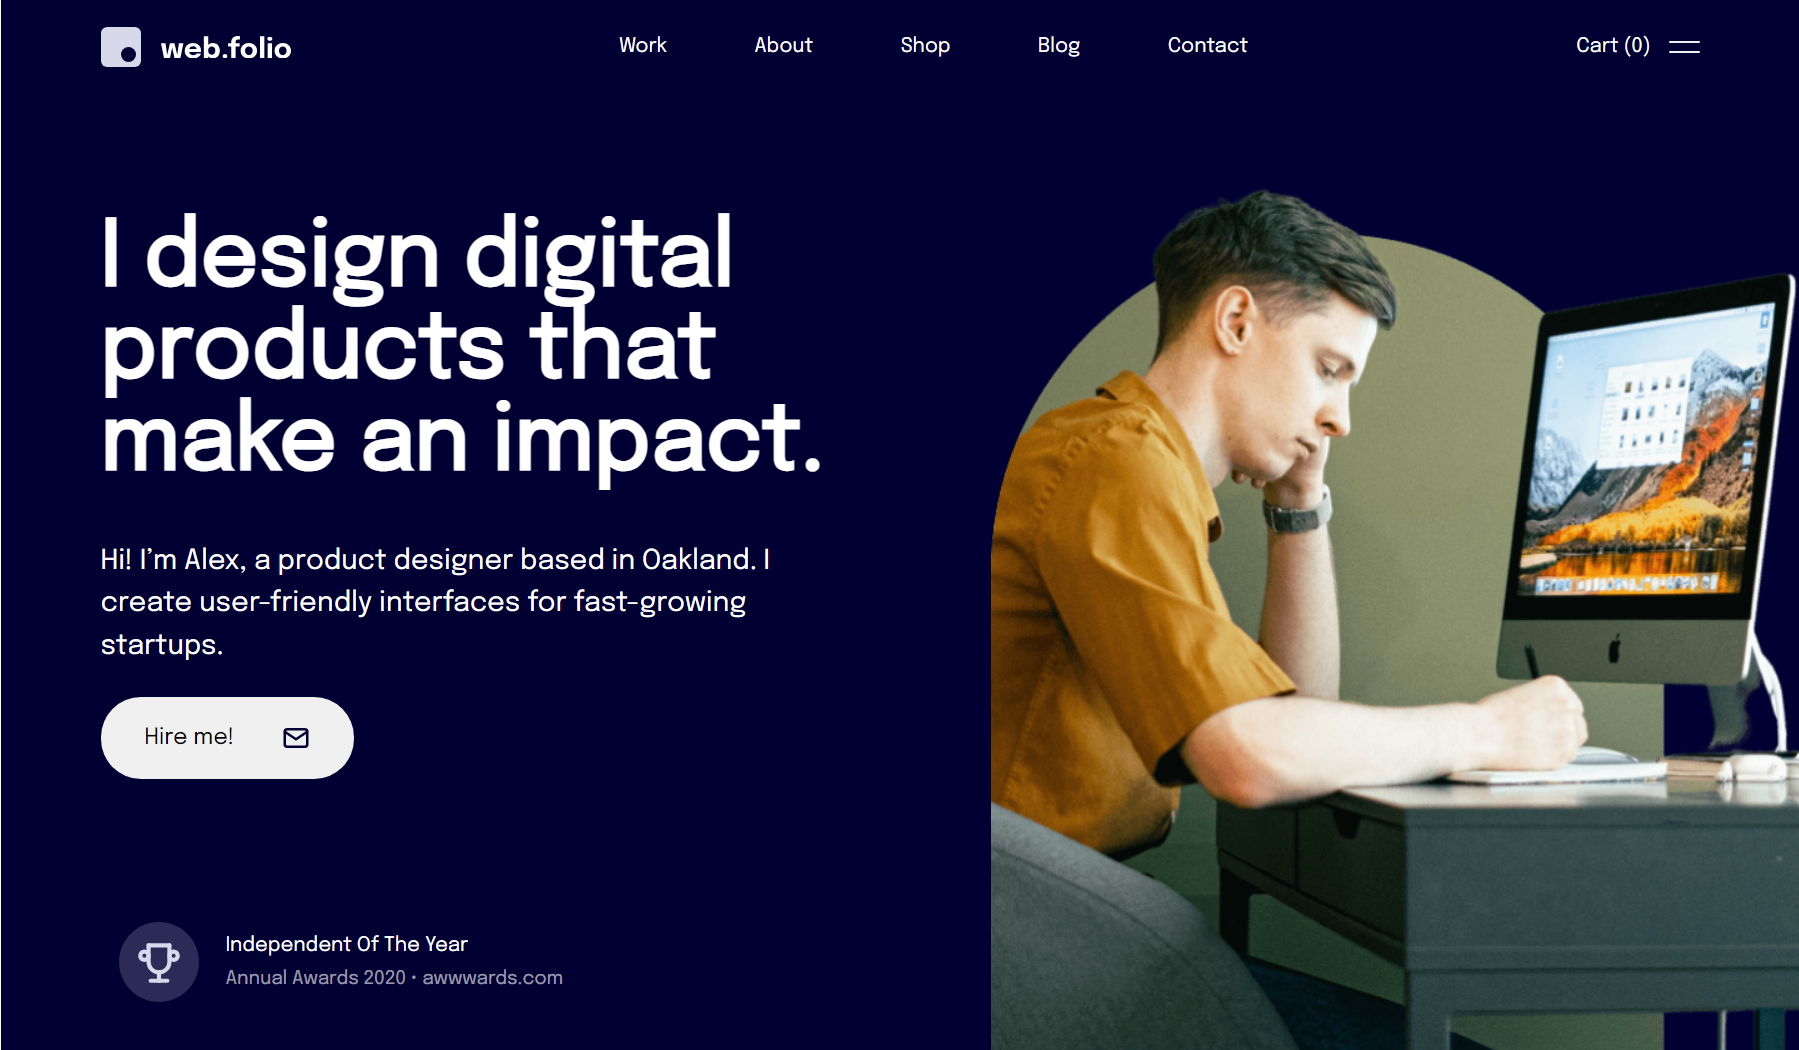 web.folio
Work
About
Shop
Blog
Contact
Cart (0)
I design digital
products that
make an impact.
Hi! I’m Alex, a product designer based in Oakland. I
create user-friendly interfaces for fast-growing
startups.
Hire me!
Independent Of The Year
Annual Awards 2020 • awwwards.com